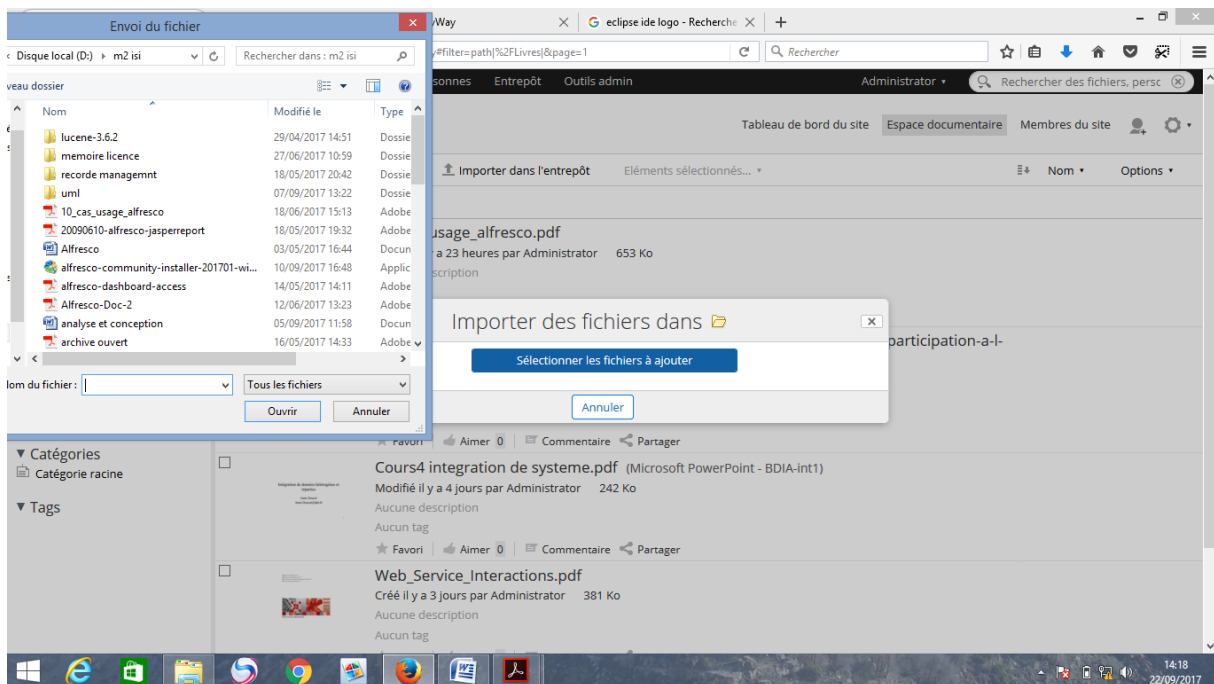 Envoi du fichier
Way
eclipse ide logo - Recherche
Disque local (D:) m2 isi
Rechercher dans : m2 isi
y#filter=path|%2FLivres|&page=1
Rechercher
sonnes Entrepôt Outils admin Administrator
Rechercher des fichiers, persc
veau dossier
Nom Modifié le Type
Tableau de bord du site Espace documentaire Membres du site
lucene-3.6.2 29/04/2017 14:51 Dossie
memoire licence 27/06/2017 10:59 Dossie
recorde managemnt 18/05/2017 20:42 Dossie
uml 07/09/2017 13:22 Dossie
10_cas_usage_alfresco 18/06/2017 15:13 Adobe
20090610-alfresco-jasperreport 18/05/2017 19:32 Adobe
Alfresco 03/05/2017 16:44 Docun
alfresco-community-installer-201701-wi... 10/09/2017 16:48 Applic
alfresco-dashboard-access 14/05/2017 14:11 Adobe
Alfresco-Doc-2 12/06/2017 13:23 Adobe
analyse et conception 05/09/2017 11:58 Docun
archive ouvert 16/05/2017 14:33 Adobe
lom du fichier : Tous les fichiers
Ouvrir Annuler
Importer dans l'entrepôt Eléments sélectionnés... Nom Options
usage_alfresco.pdf
a 23 heures par Administrator 653 Ko
scription
Importer des fichiers dans
participation-a-l-
Sélectionner les fichiers à ajouter
Annuler
Favori Aimer 0 Commentaire Partager
Catégories
Catégorie racine
Tags
Cours4 integration de systeme.pdf (Microsoft PowerPoint - BDIA-int1)
Modifié il y a 4 jours par Administrator 242 Ko
Aucune description
Aucun tag
Favori Aimer 0 Commentaire Partager
Web_Service_Interactions.pdf
Créé il y a 3 jours par Administrator 381 Ko
Aucune description
Aucun tag
14:18
22/09/2017